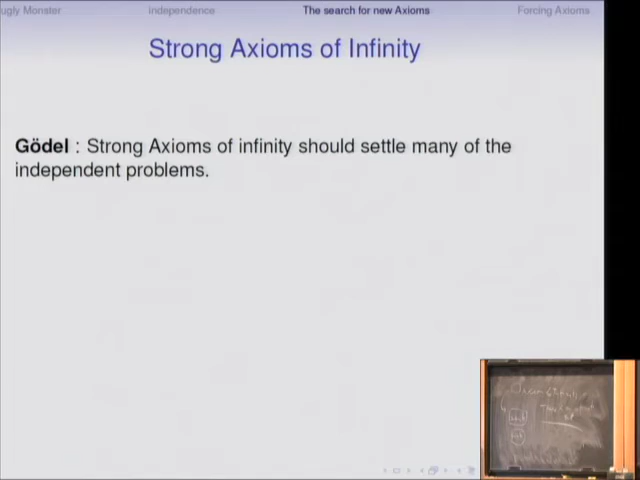 ugly Monster independence The search for new Axioms Forcing Axioms
Strong Axioms of Infinity
Gödel : Strong Axioms of infinity should settle many of the
independent problems.